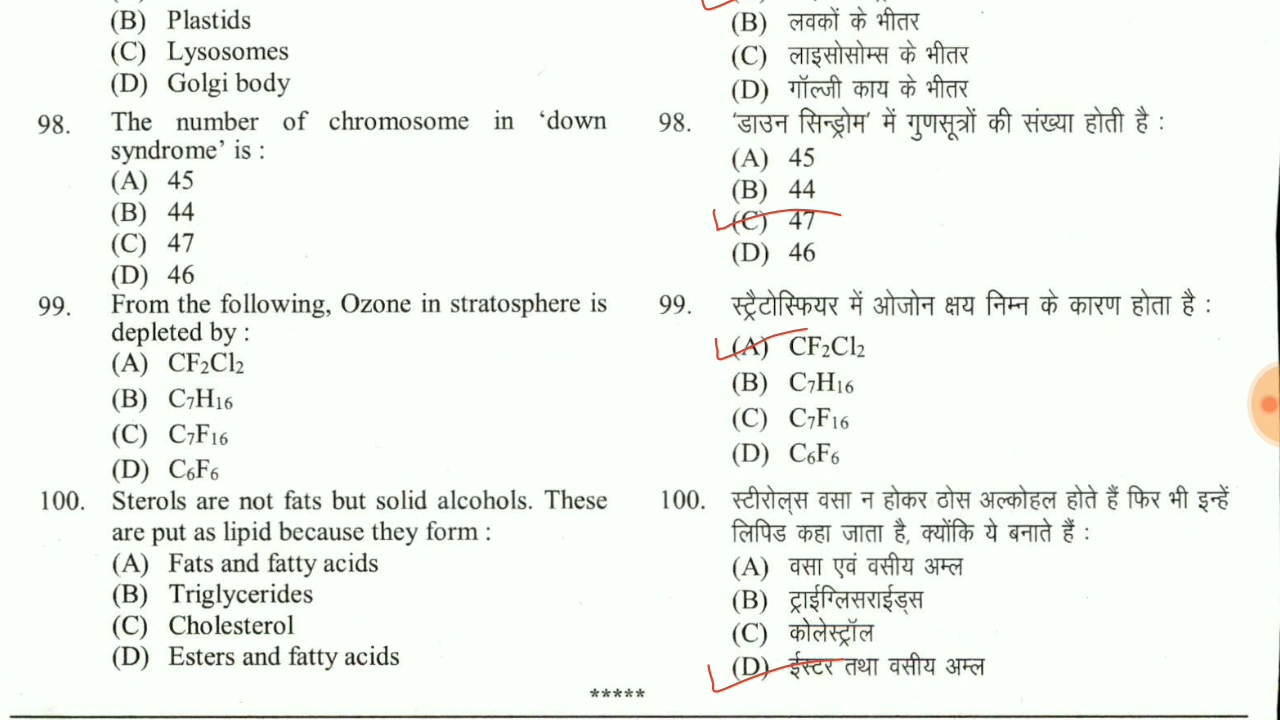 (B) Plastids
(C) Lysosomes
(D) Golgi body
98. The number of chromosome in ‘down
syndrome’ is :
(A) 45
(B) 44
(C) 47
(D) 46
99. From the following, Ozone in stratosphere is
depleted by :
(A) CF₂Cl₂
(B) C₇H₁₆
(C) C₇F₁₆
(D) C₆F₆
100. Sterols are not fats but solid alcohols. These
are put as lipid because they form :
(A) Fats and fatty acids
(B) Triglycerides
(C) Cholesterol
(D) Esters and fatty acids
(B) लवकों के भीतर
(C) लाइसोसोम्स के भीतर
(D) गॉल्जी काय के भीतर
98. ‘डाउन सिन्ड्रोम’ में गुणसूत्रों की संख्या होती है :
(A) 45
(B) 44
(C) 47
(D) 46
99. स्ट्रैटोस्फियर में ओजोन क्षय निम्न के कारण होता है :
(A) CF₂Cl₂
(B) C₇H₁₆
(C) C₇F₁₆
(D) C₆F₆
100. स्टीरोल्स वसा न होकर ठोस अल्कोहल होते हैं फिर भी इन्हें
लिपिड कहा जाता है, क्योंकि ये बनाते हैं :
(A) वसा एवं वसीय अम्ल
(B) ट्राईग्लिसराईड्स
(C) कोलेस्ट्रॉल
(D) ईस्टर तथा वसीय अम्ल
*****